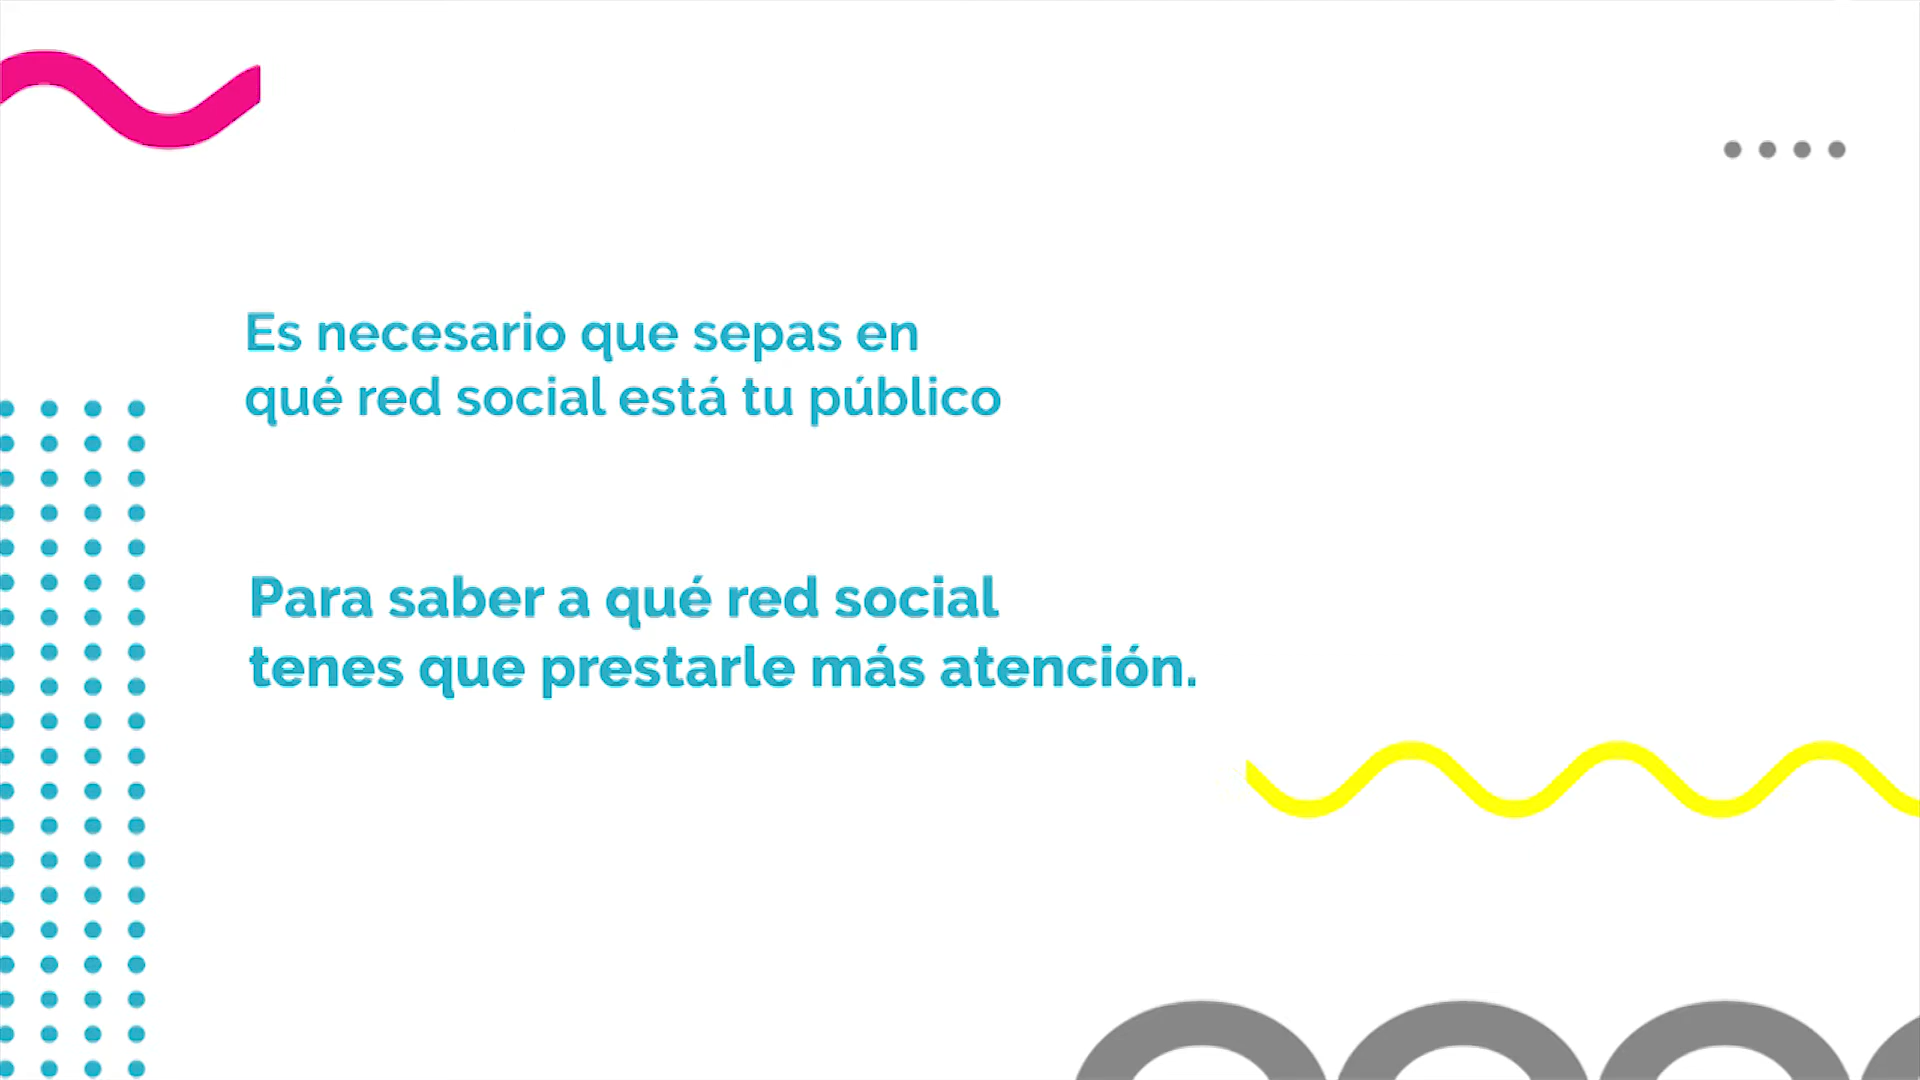 Es necesario que sepas en
qué red social está tu público
Para saber a qué red social
tenes que prestarle más atención.